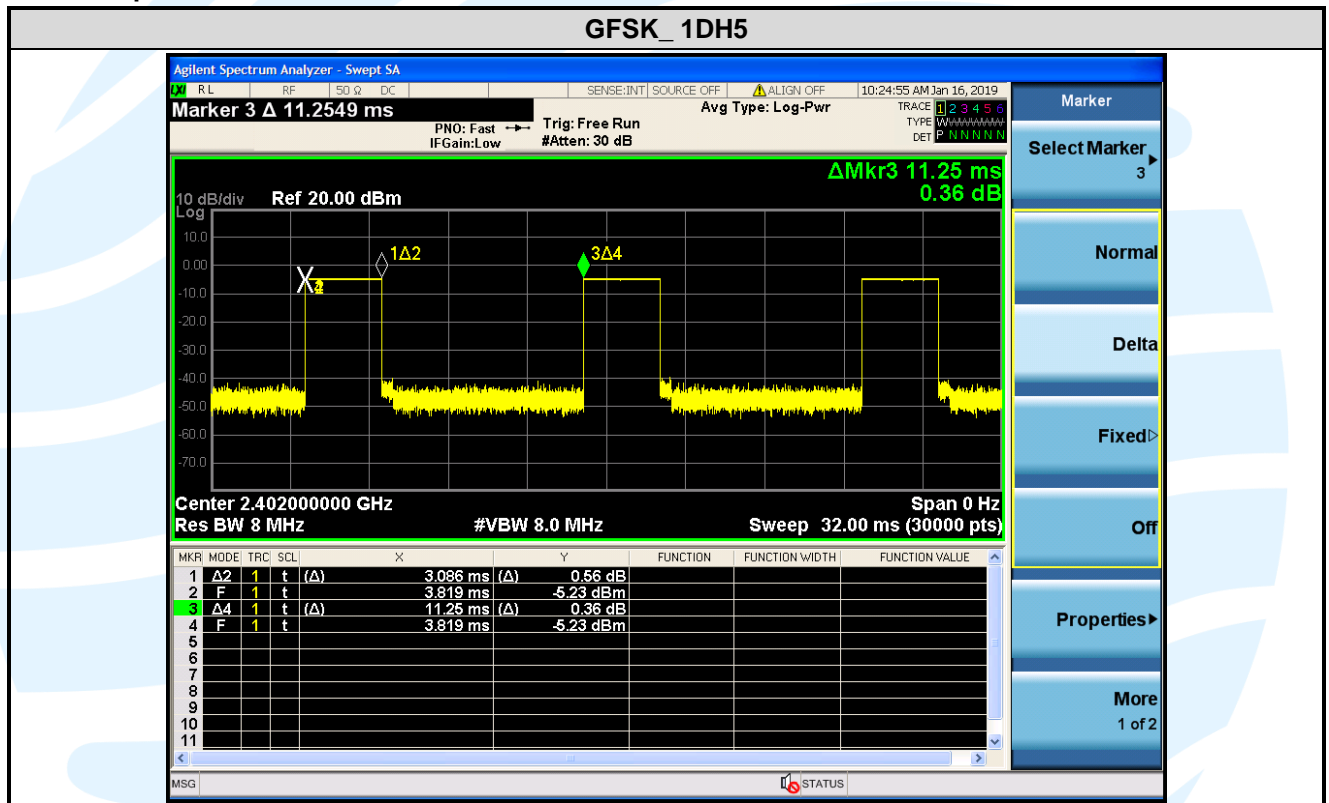 GFSK_ 1DH5
Agilent Spectrum Analyzer - Swept SA
LXI RL RF 50 Ω DC SENSE:INT SOURCE OFF ALIGN OFF 10:24:55 AM Jan 16, 2019
Marker 3 Δ 11.2549 ms
PNO: Fast
IFGain:Low
Trig: Free Run
#Atten: 30 dB
Avg Type: Log-Pwr
TRACE 1 2 3 4 5 6
TYPE W
DET P N N N N N
ΔMkr3 11.25 ms
0.36 dB
10 dB/div Ref 20.00 dBm
Log
10.0
0.00
-10.0
-20.0
-30.0
-40.0
-50.0
-60.0
-70.0
1Δ2
3Δ4
Center 2.402000000 GHz Span 0 Hz
Res BW 8 MHz #VBW 8.0 MHz Sweep 32.00 ms (30000 pts)
MKR MODE TRC SCL X Y FUNCTION FUNCTION WIDTH FUNCTION VALUE
1 Δ2 1 t (Δ) 3.086 ms (Δ) 0.56 dB
2 F 1 t 3.819 ms -5.23 dBm
3 Δ4 1 t (Δ) 11.25 ms (Δ) 0.36 dB
4 F 1 t 3.819 ms -5.23 dBm
5
6
7
8
9
10
11
MSG STATUS
Marker
Select Marker
3
Normal
Delta
Fixed
Off
Properties
More
1 of 2